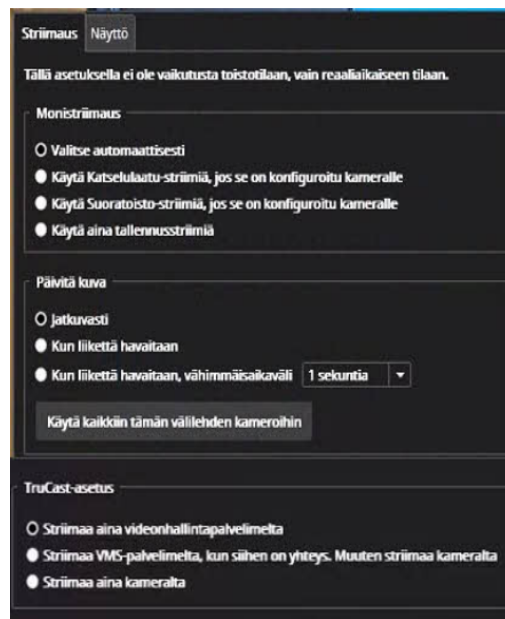 Striimaus Näyttö
Tällä asetuksella ei ole vaikutusta toistotilaan, vain reaaliaikaiseen tilaan.
Monistriimaus
Valitse automaattisesti
Käytä Katselulaatu-striimiä, jos se on konfiguroitu kameralle
Käytä Suoratoisto-striimiä, jos se on konfiguroitu kameralle
Käytä aina tallennusstriimiä
Päivitä kuva
Jatkuvasti
Kun liikettä havaitaan
Kun liikettä havaitaan, vähimmäisaikaväli 1 sekuntia
Käytä kaikkiin tämän välilehden kameroihin
TruCast-asetus
Striimaa aina videonhallintapalvelimelta
Striimaa VMS-palvelimelta, kun siihen on yhteys. Muuten striimaa kameralta
Striimaa aina kameralta